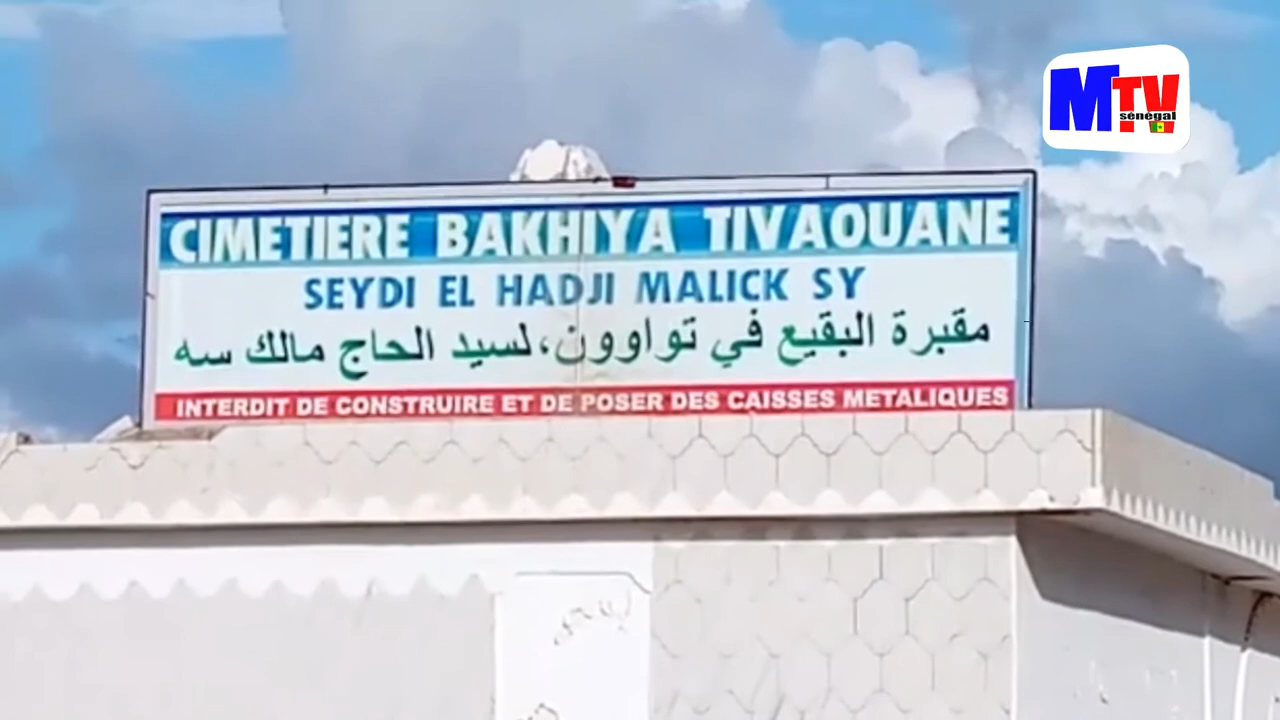 MTV
sénégal
CIMETIERE BAKHIYA TIVAOUANE
SEYDI EL HADJI MALICK SY
مقبرة البقيع في تواوون، لسيد الحاج مالك سه
INTERDIT DE CONSTRUIRE ET DE POSER DES CAISSES METALIQUES